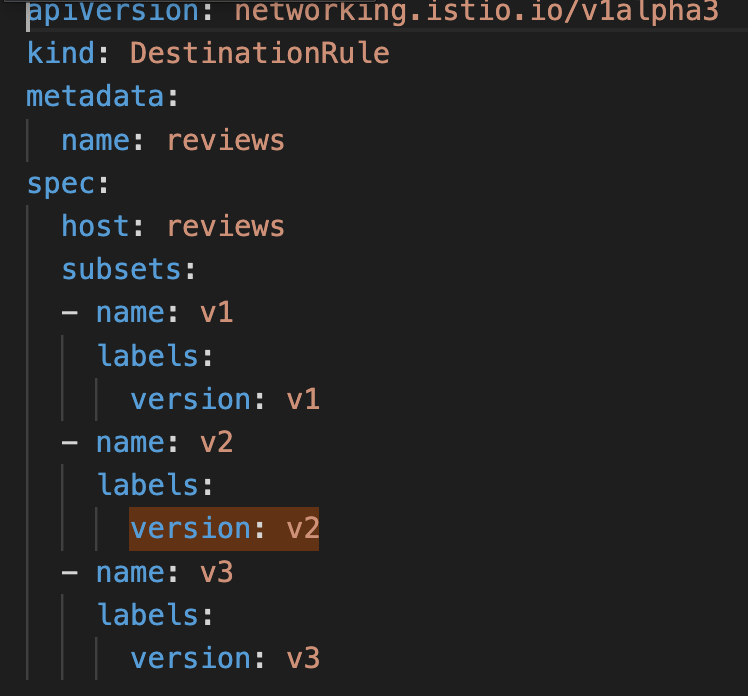 apiVersion: networking.istio.io/v1alpha3
kind: DestinationRule
metadata:
  name: reviews
spec:
  host: reviews
  subsets:
  - name: v1
    labels:
      version: v1
  - name: v2
    labels:
      version: v2
  - name: v3
    labels:
      version: v3